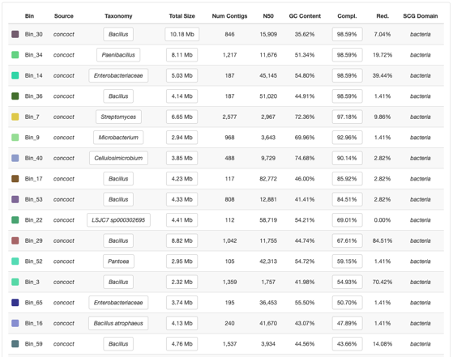 Bin Source Taxonomy Total Size Num Contigs N50 GC Content Compl. Red. SCG Domain
Bin_30 concoct Bacillus 10.18 Mb 846 15,909 35.62% 98.59% 7.04% bacteria
Bin_34 concoct Paenibacillus 8.11 Mb 1,217 11,676 51.34% 98.59% 19.72% bacteria
Bin_14 concoct Enterobacteriaceae 5.03 Mb 187 45,145 54.80% 98.59% 39.44% bacteria
Bin_36 concoct Bacillus 4.14 Mb 187 51,020 44.91% 98.59% 1.41% bacteria
Bin_7 concoct Streptomyces 6.65 Mb 2,577 2,967 72.36% 97.18% 9.86% bacteria
Bin_9 concoct Microbacterium 2.94 Mb 968 3,643 69.96% 92.96% 1.41% bacteria
Bin_40 concoct Cellulosimicrobium 3.85 Mb 488 9,729 74.68% 90.14% 2.82% bacteria
Bin_17 concoct Bacillus 4.23 Mb 117 82,772 46.00% 85.92% 2.82% bacteria
Bin_53 concoct Bacillus 4.33 Mb 808 12,881 41.41% 84.51% 2.82% bacteria
Bin_22 concoct LSJC7 sp000302695 4.41 Mb 112 58,719 54.21% 69.01% 0.00% bacteria
Bin_29 concoct Bacillus 8.82 Mb 1,042 11,755 44.74% 67.61% 84.51% bacteria
Bin_52 concoct Pantoea 2.95 Mb 105 42,313 54.72% 59.15% 1.41% bacteria
Bin_3 concoct Bacillus 2.32 Mb 1,359 1,757 41.98% 54.93% 70.42% bacteria
Bin_65 concoct Enterobacteriaceae 3.74 Mb 195 36,453 55.50% 50.70% 1.41% bacteria
Bin_16 concoct Bacillus atrophaeus 4.13 Mb 240 41,670 43.07% 47.89% 1.41% bacteria
Bin_59 concoct Bacillus 4.76 Mb 1,537 3,934 44.56% 43.66% 14.08% bacteria